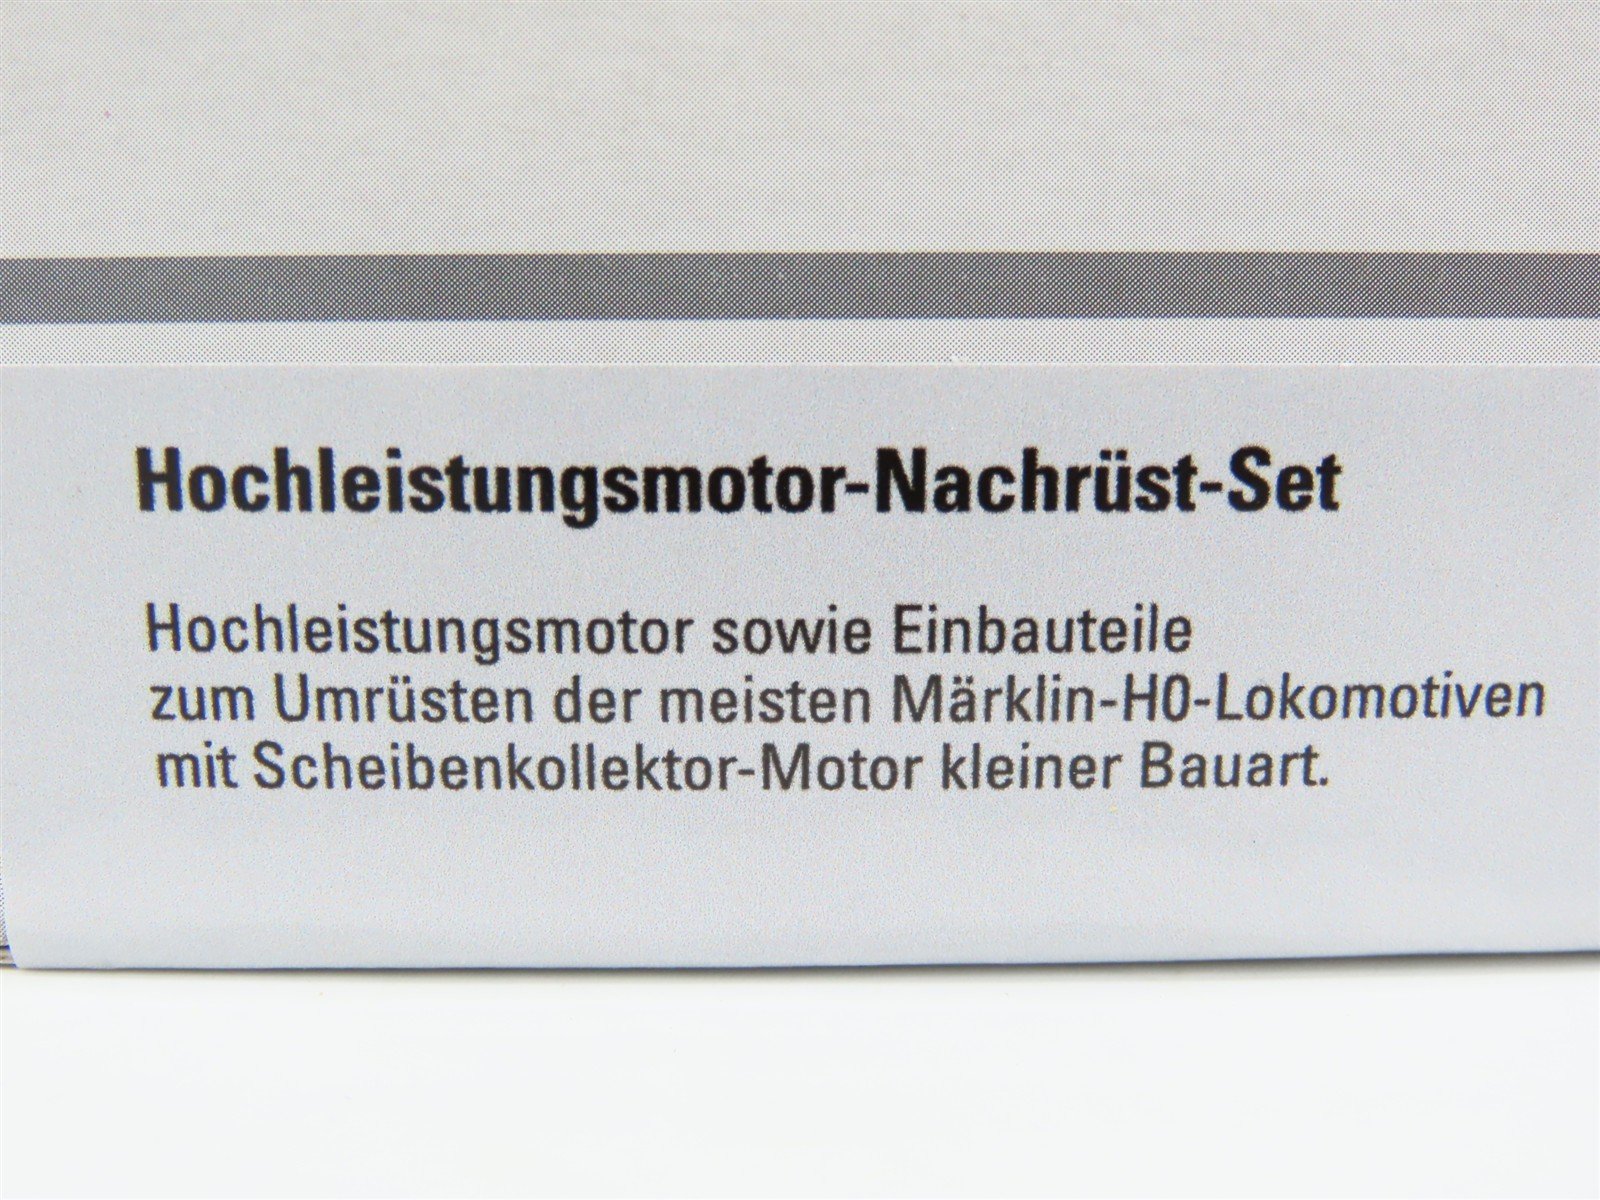 Hochleistungsmotor-Nachrüst-Set
Hochleistungsmotor sowie Einbauteile
zum Umrüsten der meisten Märklin-H0-Lokomotiven
mit Scheibenkollektor-Motor kleiner Bauart.